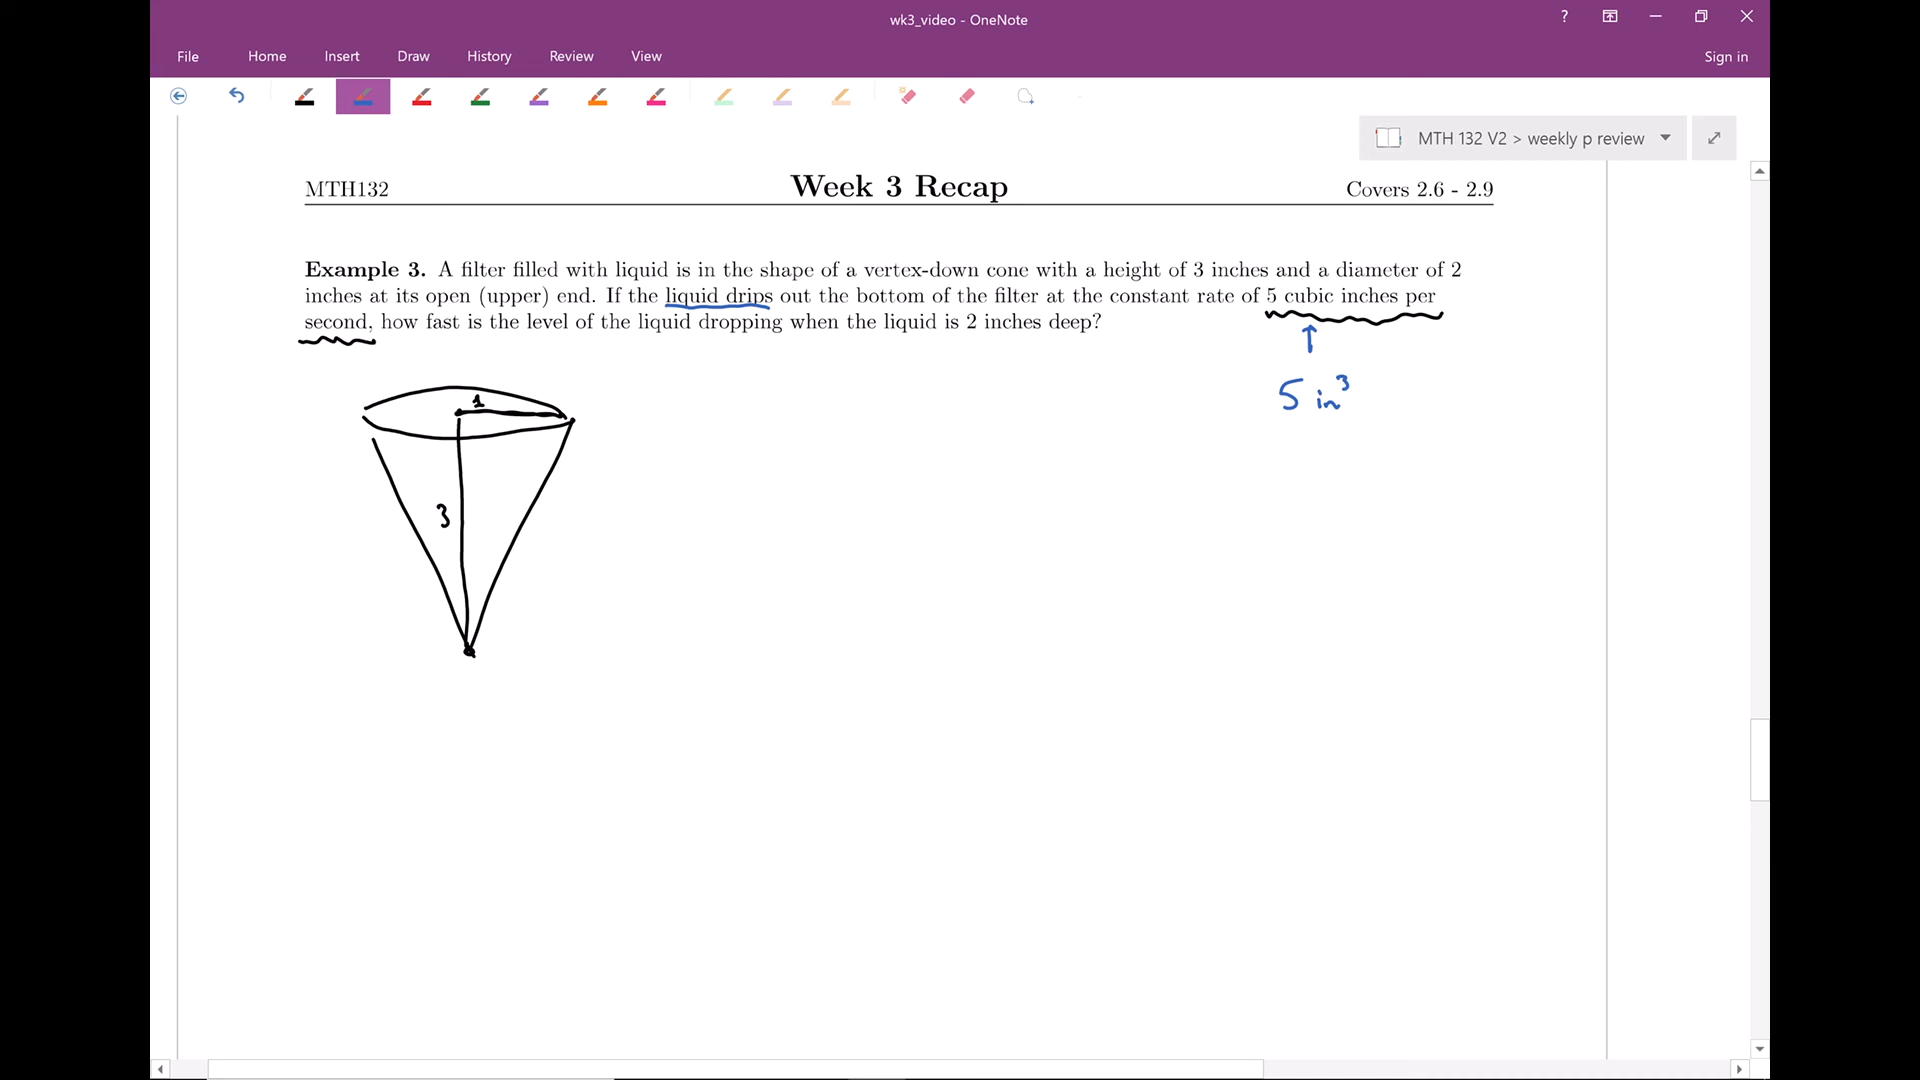 wk3_video - OneNote
?
File Home Insert Draw History Review View Sign in
MTH 132 V2 > weekly p review
MTH132 Week 3 Recap Covers 2.6 - 2.9
Example 3. A filter filled with liquid is in the shape of a vertex-down cone with a height of 3 inches and a diameter of 2
inches at its open (upper) end. If the liquid drips out the bottom of the filter at the constant rate of 5 cubic inches per
second, how fast is the level of the liquid dropping when the liquid is 2 inches deep?
5 in³
1
3